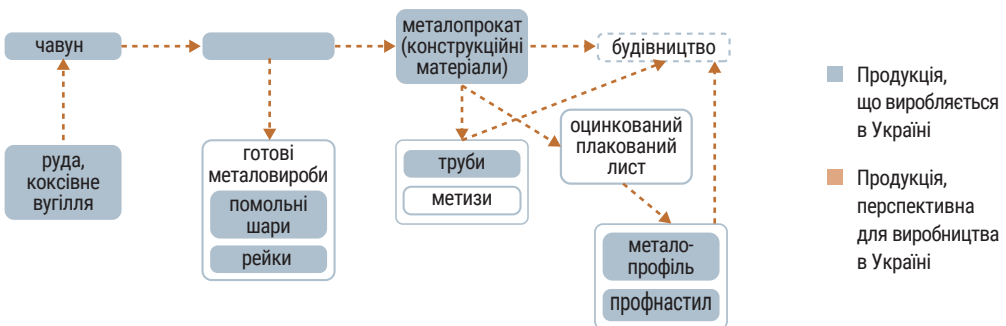 чавун
металопрокат
(конструкційні
матеріали)
будівництво
руда,
коксівне
вугілля
готові
металовироби
помольні
шари
рейки
труби
метизи
оцинкований
плакований
лист
метало-
профіль
профнастил
Продукція,
що виробляється
в Україні
Продукція,
перспективна
для виробництва
в Україні